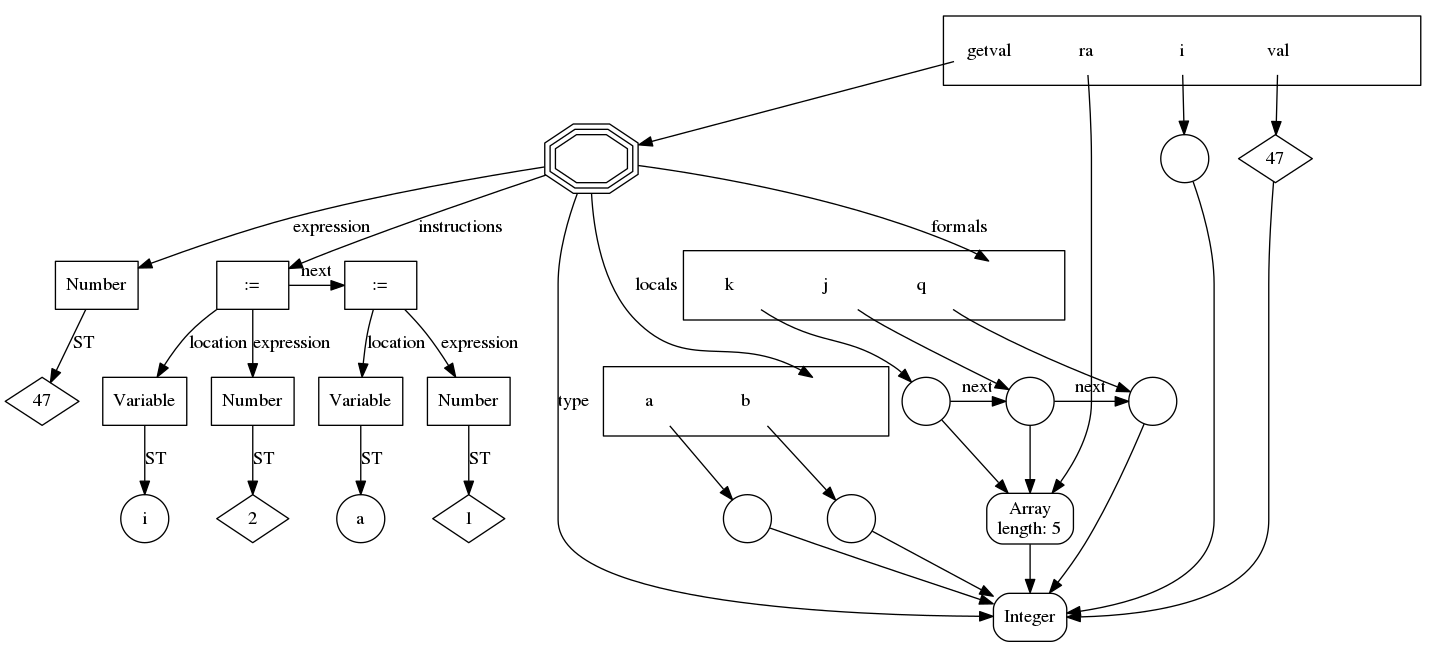 getval ra i val
47
expression instructions formals
Number := next := locals k j q
ST location expression location expression
47 Variable Number Variable Number type a b next next
ST ST ST ST
i 2 a 1 Array
length: 5
Integer